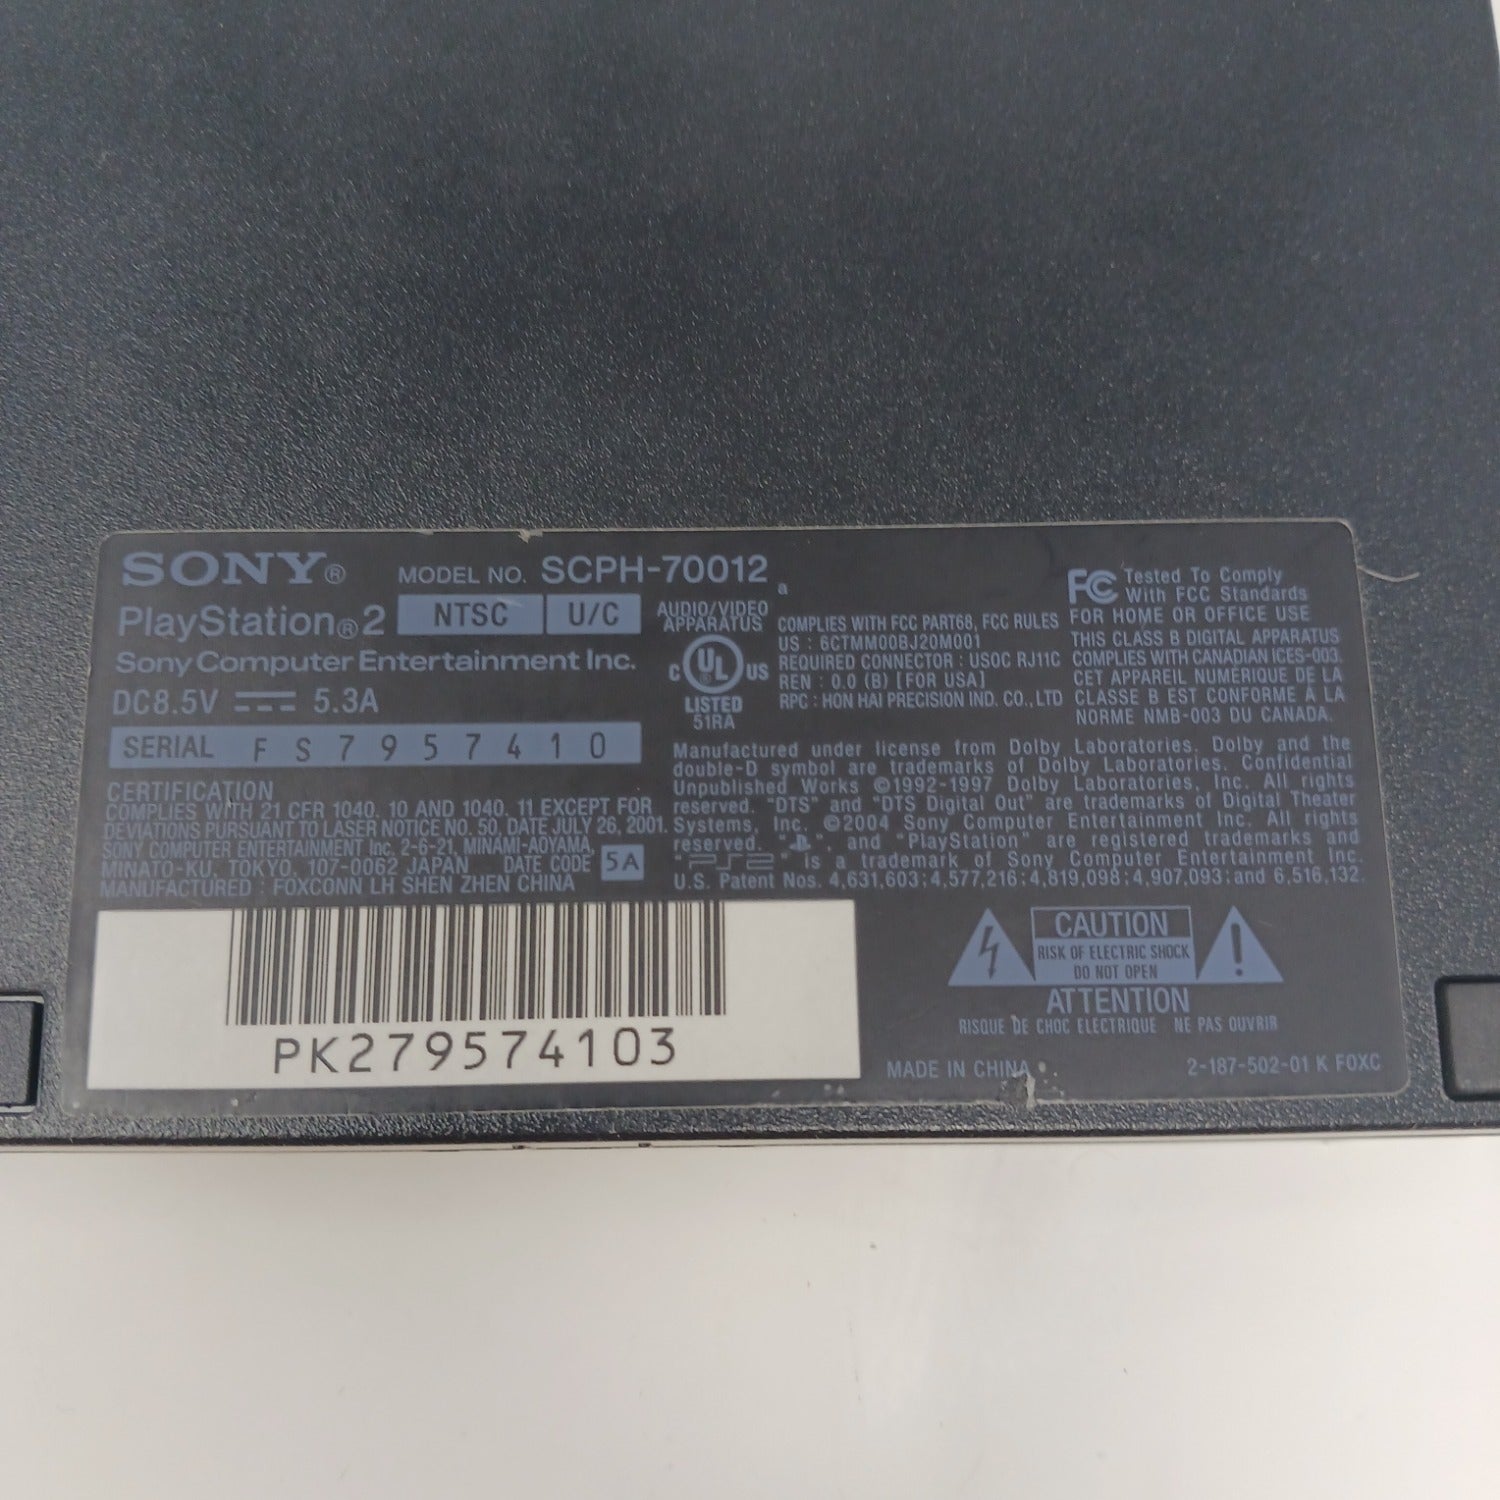 SONY®
MODEL NO. SCPH-70012
a
PlayStation®2
NTSC U/C
Sony Computer Entertainment Inc.
DC8.5V 5.3A
SERIAL FS7957410
CERTIFICATION
COMPLIES WITH 21 CFR 1040. 10 AND 1040. 11 EXCEPT FOR
DEVIATIONS PURSUANT TO LASER NOTICE NO. 50, DATE JULY 26, 2001.
SONY COMPUTER ENTERTAINMENT Inc. 2-6-21, MINAMI-AOYAMA,
MINATO-KU, TOKYO, 107-0062 JAPAN DATE CODE 5A
MANUFACTURED : FOXCONN LH SHEN ZHEN CHINA
AUDIO/VIDEO
APPARATUS
C UL ® US
LISTED
51RA
COMPLIES WITH FCC PART68, FCC RULES
US : 6CTMM00BJ20M001
REQUIRED CONNECTOR : USOC RJ11C
REN : 0.0 (B) [FOR USA]
RPC : HON HAI PRECISION IND. CO., LTD
FC Tested To Comply
With FCC Standards
FOR HOME OR OFFICE USE
THIS CLASS B DIGITAL APPARATUS
COMPLIES WITH CANADIAN ICES-003.
CET APPAREIL NUMÉRIQUE DE LA
CLASSE B EST CONFORME À LA
NORME NMB-003 DU CANADA.
Manufactured under license from Dolby Laboratories. Dolby and the
double-D symbol are trademarks of Dolby Laboratories. Confidential
Unpublished Works ©1992-1997 Dolby Laboratories, Inc. All rights
reserved. "DTS" and "DTS Digital Out" are trademarks of Digital Theater
Systems, Inc. ©2004 Sony Computer Entertainment Inc. All rights
reserved. " ", and "PlayStation" are registered trademarks and
"PS2" is a trademark of Sony Computer Entertainment Inc.
U.S. Patent Nos. 4,631,603; 4,577,216; 4,819,098; 4,907,093; and 6,516,132.
PK279574103
CAUTION
RISK OF ELECTRIC SHOCK
DO NOT OPEN
ATTENTION
RISQUE DE CHOC ELECTRIQUE NE PAS OUVRIR
MADE IN CHINA
2-187-502-01 K FOXC